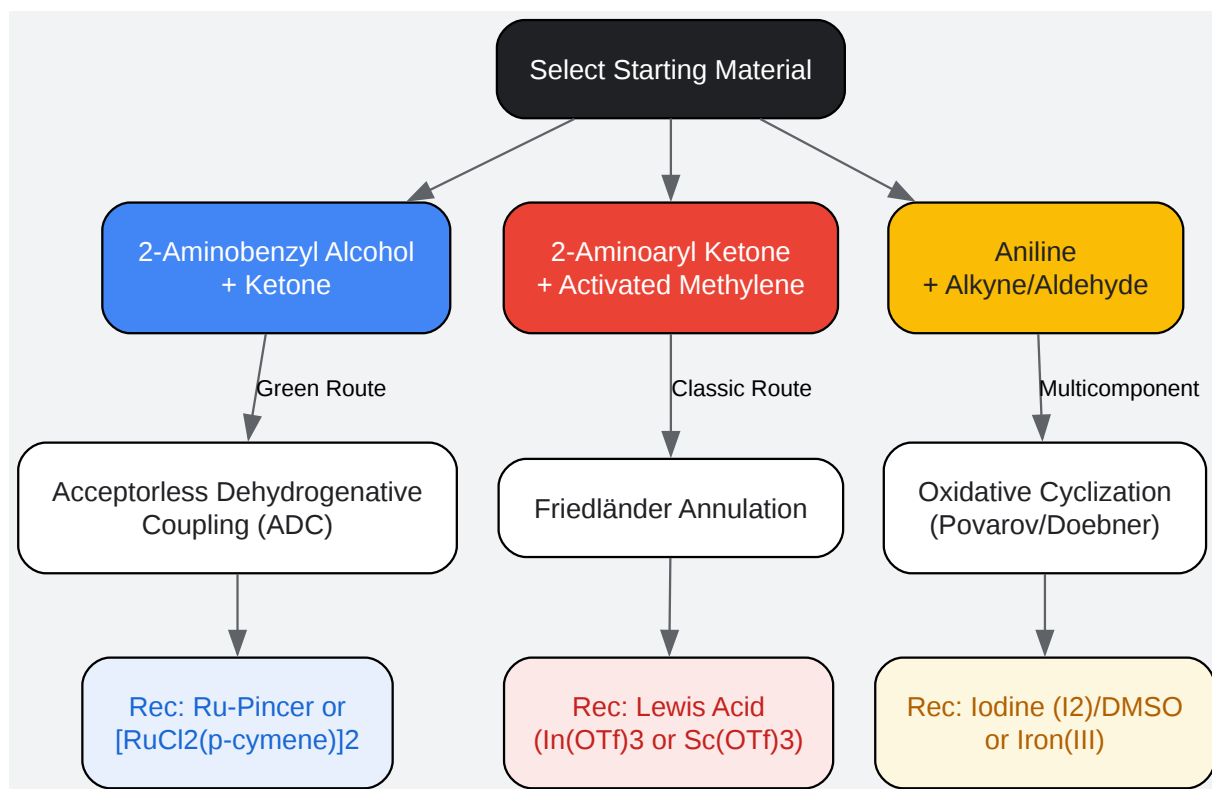 Select Starting Material
2-Aminobenzyl Alcohol
+ Ketone
2-Aminoaryl Ketone
+ Activated Methylene
Aniline
+ Alkyne/Aldehyde
Green Route
Classic Route
Multicomponent
Acceptorless Dehydrogenative
Coupling (ADC)
Friedländer Annulation
Oxidative Cyclization
(Povarov/Doebner)
Rec: Ru-Pincer or
[RuCl2(p-cymene)]2
Rec: Lewis Acid
(In(OTf)3 or Sc(OTf)3)
Rec: Iodine (I2)/DMSO
or Iron(III)